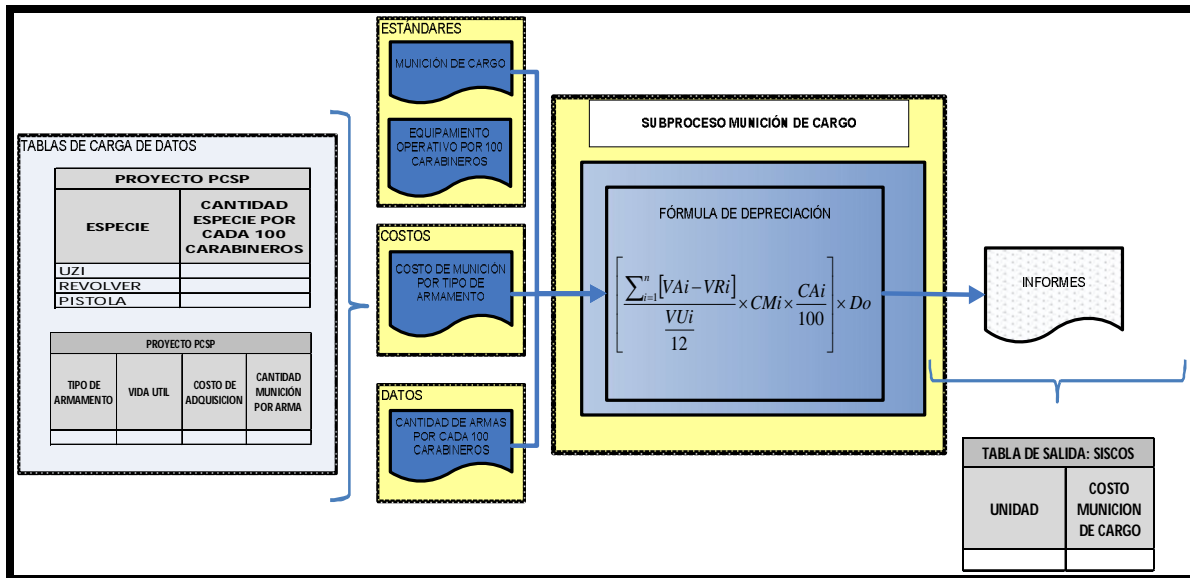 TABLAS DE CARGA DE DATOS
PROYECTO PCSP
ESPECIE
CANTIDAD
ESPECIE POR
CADA 100
CARABINEROS
UZI
REVOLVER
PISTOLA
PROYECTO PCSP
TIPO DE
ARMAMENTO
VIDA UTIL
COSTO DE
ADQUISICION
CANTIDAD
MUNICIÓN
POR ARMA
ESTÁNDARES
MUNICIÓN DE CARGO
EQUIPAMIENTO
OPERATIVO POR 100
CARABINEROS
COSTOS
COSTO DE MUNICIÓN
POR TIPO DE
ARMAMENTO
DATOS
CANTIDAD DE ARMAS
POR CADA 100
CARABINEROS
SUBPROCESO MUNICIÓN DE CARGO
FÓRMULA DE DEPRECIACIÓN
[ ∑ⁿᵢ₌₁ [VAi − VRi] / (VUi / 12) × CMi × CAi / 100 ] × Do
INFORMES
TABLA DE SALIDA: SISCOS
UNIDAD
COSTO
MUNICION
DE CARGO